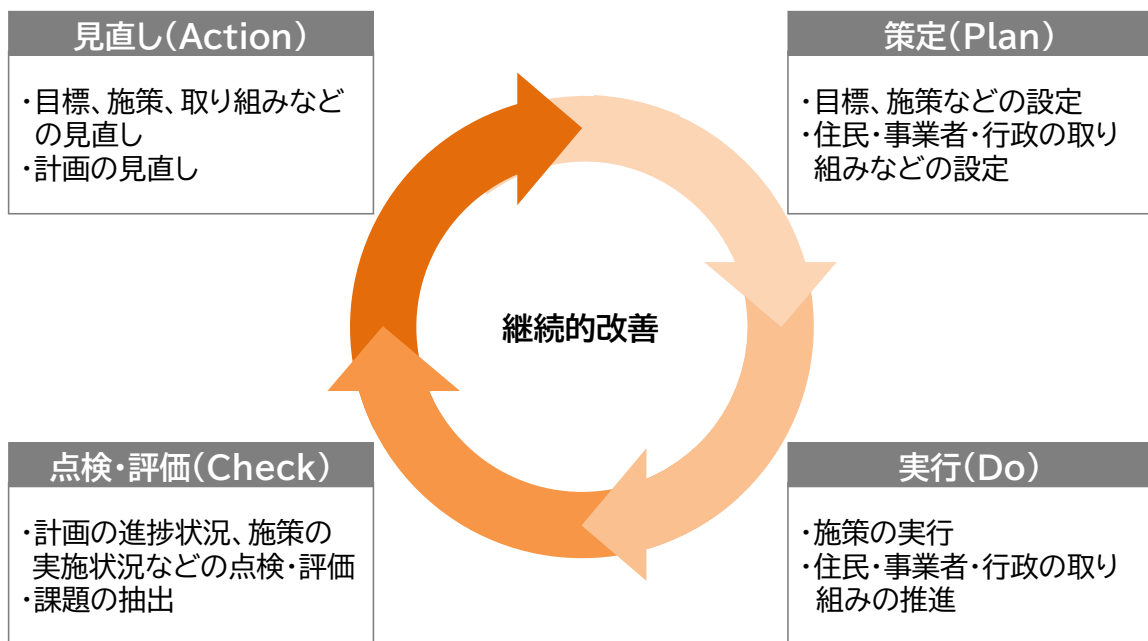 見直し(Action)
・目標、施策、取り組みなど
の見直し
・計画の見直し
策定(Plan)
・目標、施策などの設定
・住民・事業者・行政の取り
組みなどの設定
継続的改善
点検・評価(Check)
・計画の進捗状況、施策の
実施状況などの点検・評価
・課題の抽出
実行(Do)
・施策の実行
・住民・事業者・行政の取り
組みの推進